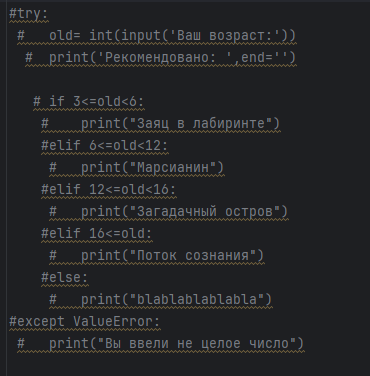 #try:
#   old= int(input('Ваш возраст:'))
#  print('Рекомендовано: ',end='')
# if 3<=old<6:
#    print("Заяц в лабиринте")
#elif 6<=old<12:
#   print("Марсианин")
#elif 12<=old<16:
#   print("Загадачный остров")
#elif 16<=old:
#   print("Поток сознания")
#else:
#   print("blablablablabla")
#except ValueError:
#   print("Вы ввели не целое число")